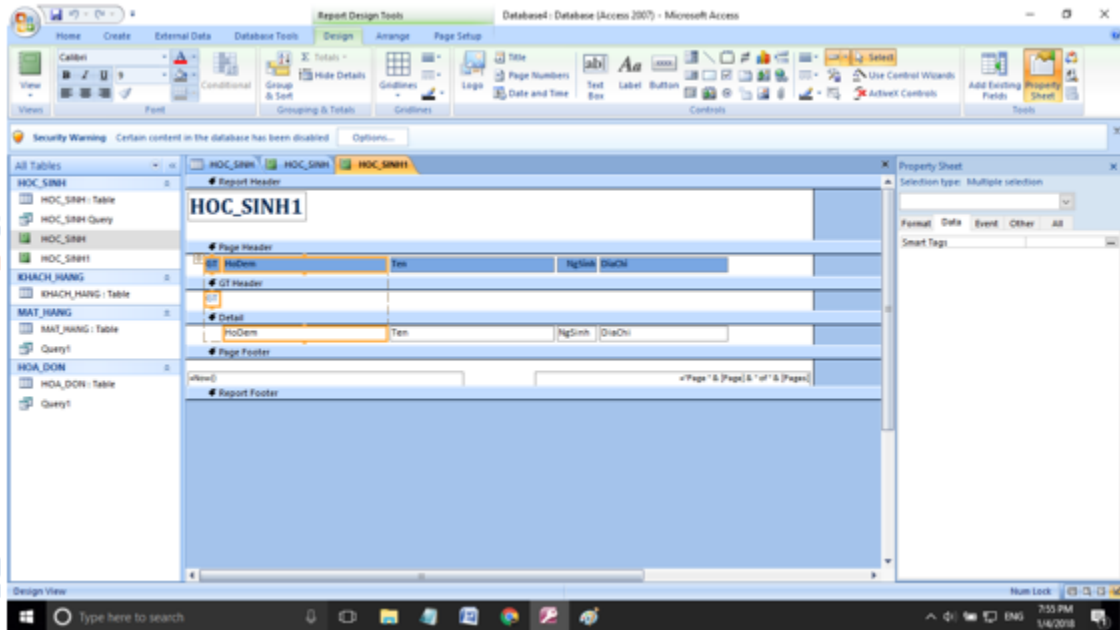 Report Design Tools
Database4 : Database (Access 2007) - Microsoft Access
Home Create External Data Database Tools Design Arrange Page Setup
Calibri
Σ Totals
Title
Select
B I U 9
Hide Details
ab| Aa
Page Numbers
Use Control Wizards
View
Conditional
Group & Sort
Gridlines
Logo
Date and Time
Text Box
Label
Button
ActiveX Controls
Add Existing Fields
Property Sheet
Views Font Grouping & Totals Gridlines Controls Tools
Security Warning Certain content in the database has been disabled Options...
All Tables
HOC_SINH HOC_SINH HOC_SINH1
Property Sheet
HOC_SINH
Report Header
Selection type: Multiple selection
HOC_SINH : Table
HOC_SINH1
HOC_SINH Query
Format Data Event Other All
HOC_SINH
Page Header
Smart Tags
HOC_SINH1
GT HoDem Ten NgSinh DiaChi
KHACH_HANG
GT Header
KHACH_HANG : Table
GT
MAT_HANG
Detail
MAT_HANG : Table
HoDem Ten NgSinh DiaChi
Query1
Page Footer
HOA_DON
HOA_DON : Table
=Now() ="Page " & [Page] & " of " & [Pages]
Query1
Report Footer
Design View
Num Lock
Type here to search
ENG
7:55 PM
1/4/2018